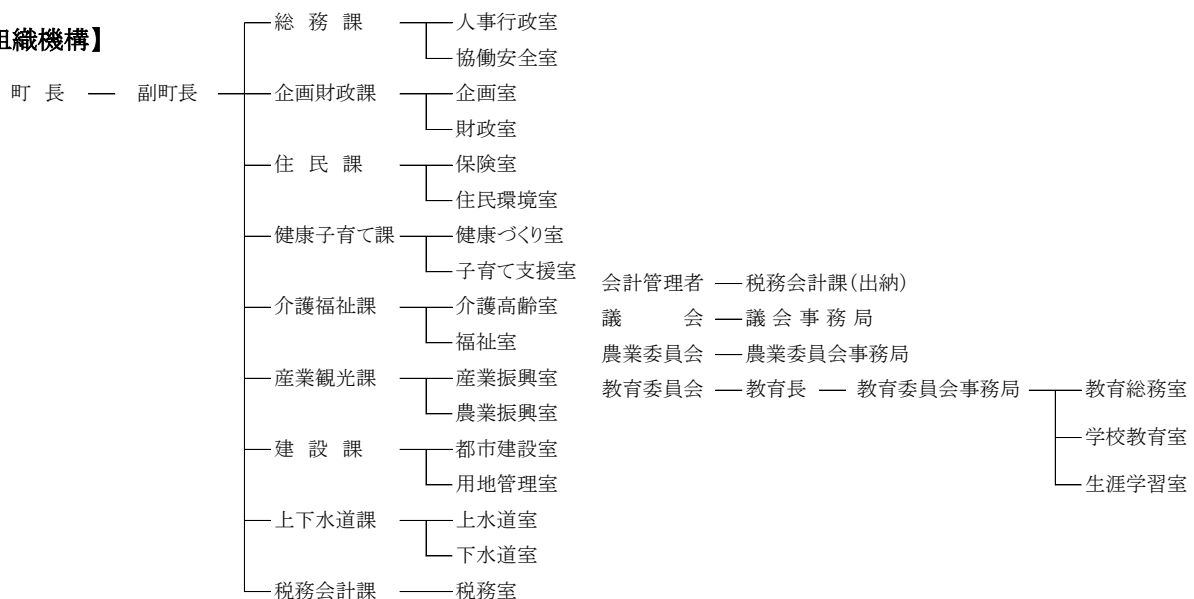 組織機構】
町 長 副町長
総 務 課 人事行政室
協働安全室
企画財政課 企画室
財政室
住 民 課 保険室
住民環境室
健康子育て課 健康づくり室
子育て支援室
介護福祉課 介護高齢室
福祉室
産業観光課 産業振興室
農業振興室
建 設 課 都市建設室
用地管理室
上下水道課 上水道室
下水道室
税務会計課 税務室
会計管理者 税務会計課(出納)
議 会 議 会 事 務 局
農業委員会 農業委員会事務局
教育委員会 教育長 教育委員会事務局 教育総務室
学校教育室
生涯学習室